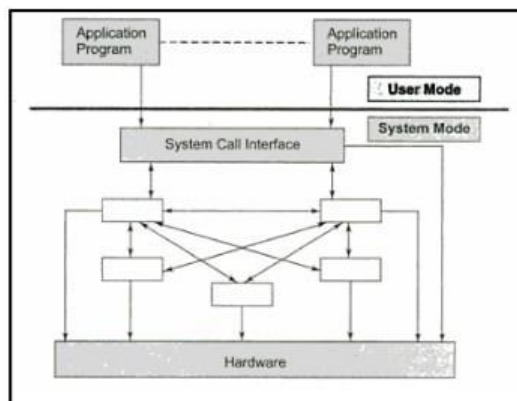 Application
Program
Application
Program
User Mode
System Mode
System Call Interface
Hardware